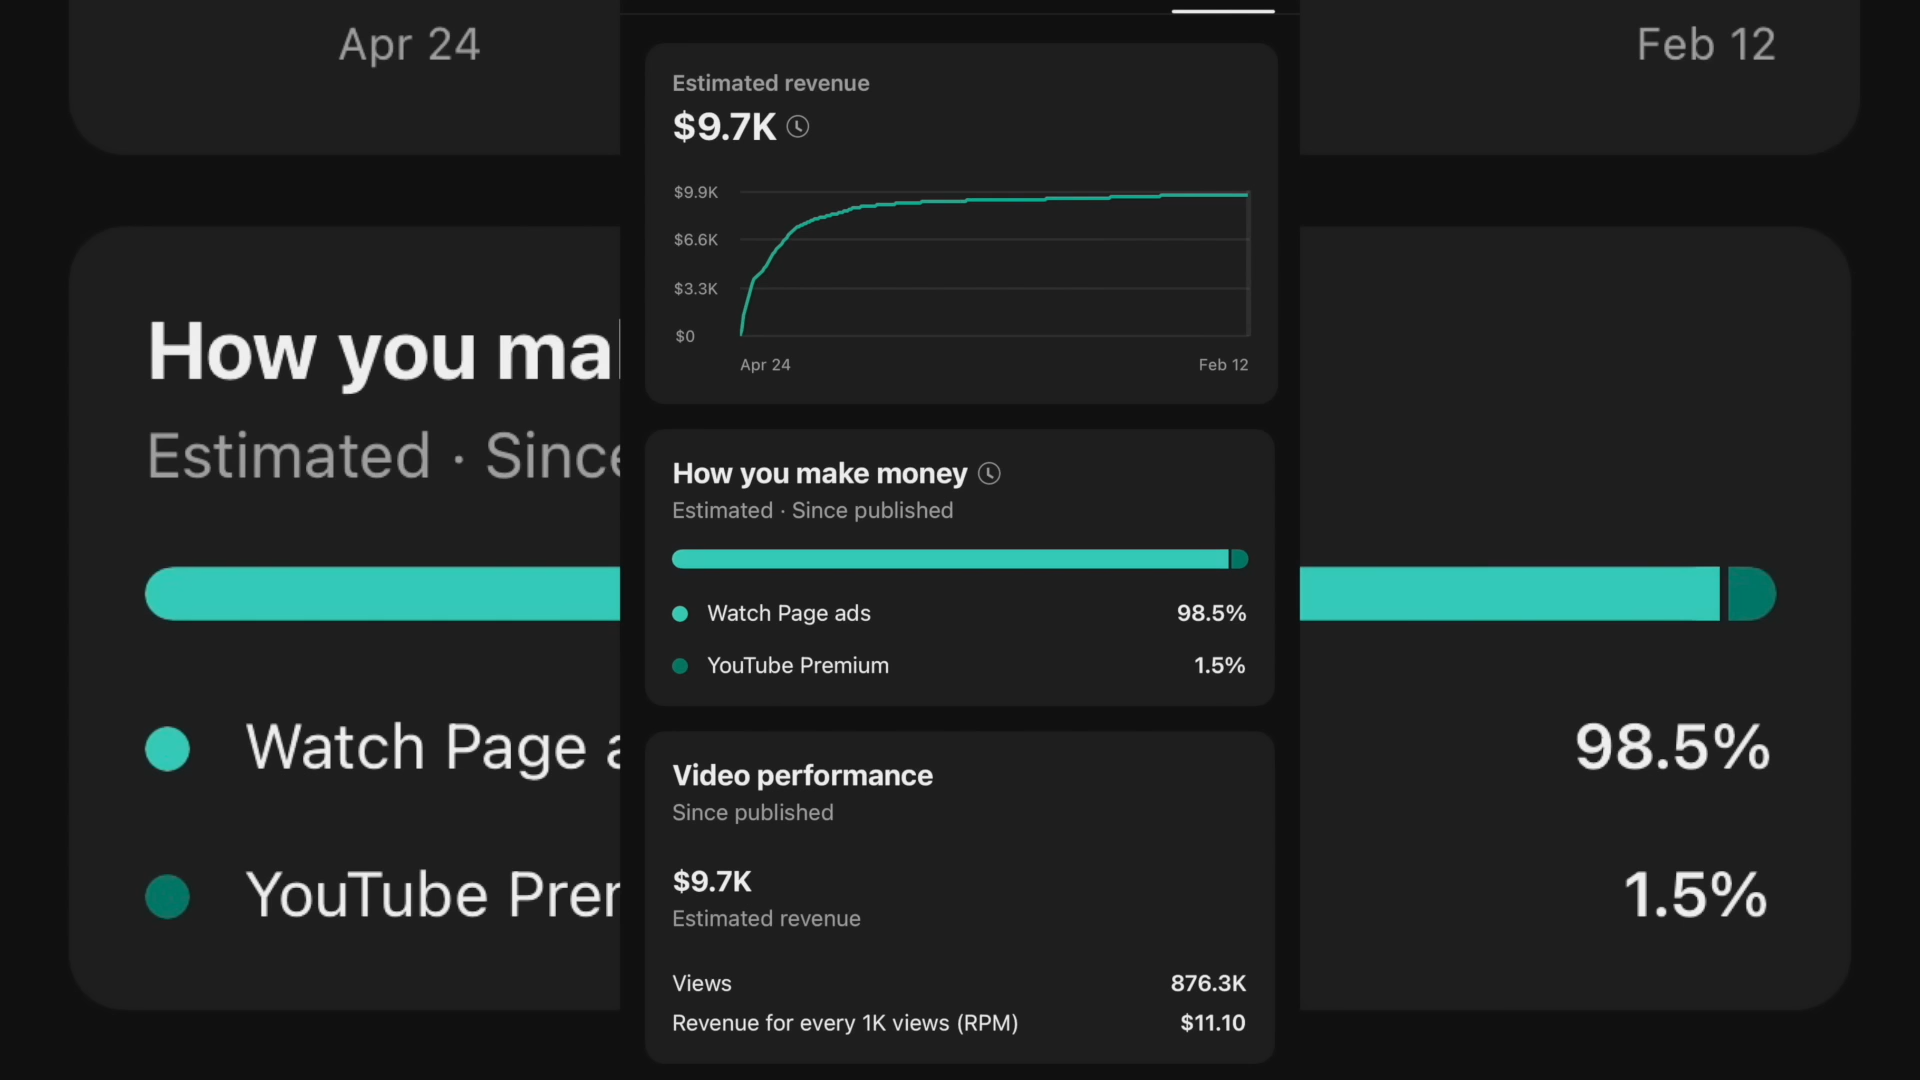 Apr 24
Feb 12
Estimated revenue
$9.7K
$9.9K
$6.6K
$3.3K
$0
Apr 24
Feb 12
How you make money
Estimated · Since published
Watch Page ads
98.5%
YouTube Premium
1.5%
Video performance
Since published
$9.7K
Estimated revenue
Views
876.3K
Revenue for every 1K views (RPM)
$11.10
How you ma
Estimated · Since
Watch Page a
98.5%
YouTube Prer
1.5%